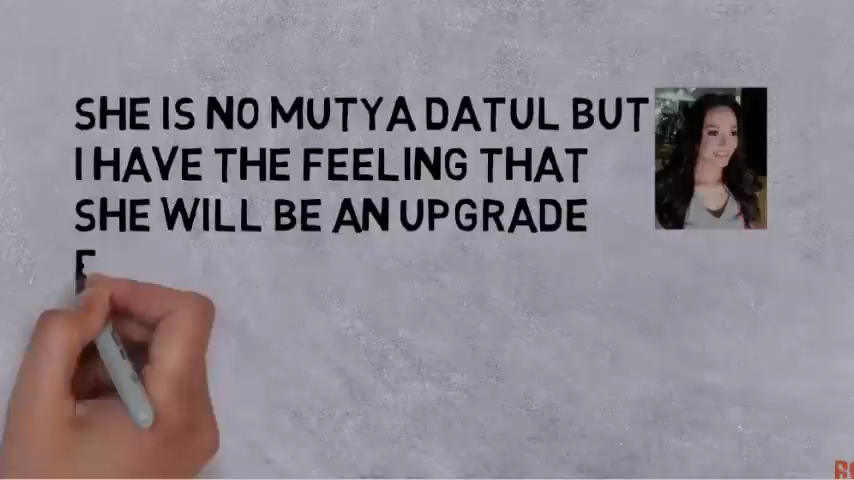 SHE IS NO MUTYA DATUL BUT
I HAVE THE FEELING THAT
SHE WILL BE AN UPGRADE
F